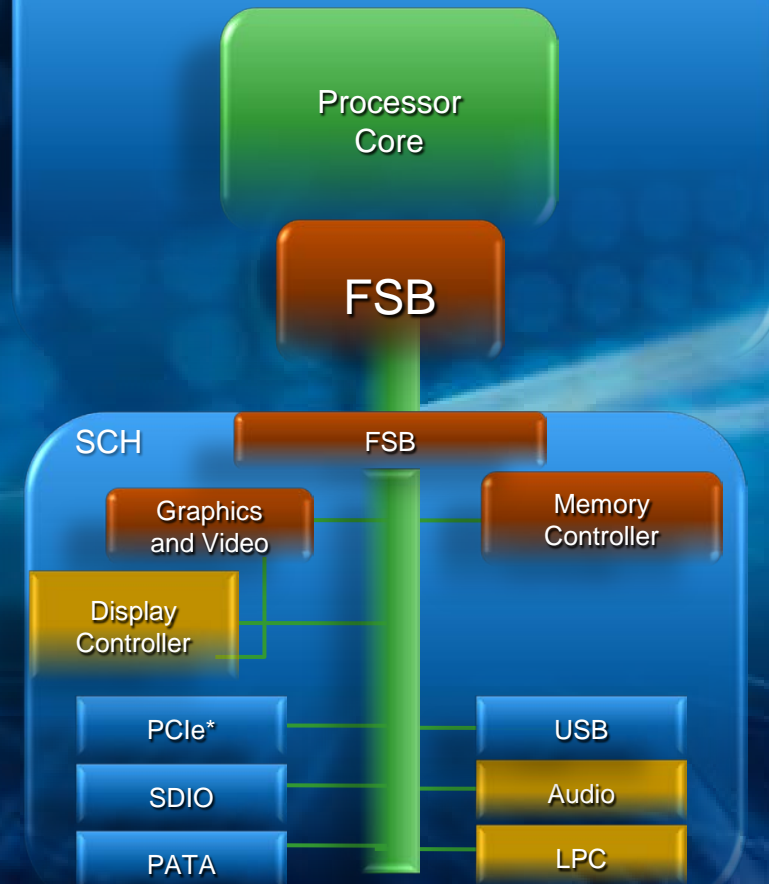 Processor
Core
FSB
SCH
FSB
Graphics
and Video
Memory
Controller
Display
Controller
PCIe*
USB
SDIO
Audio
PATA
LPC